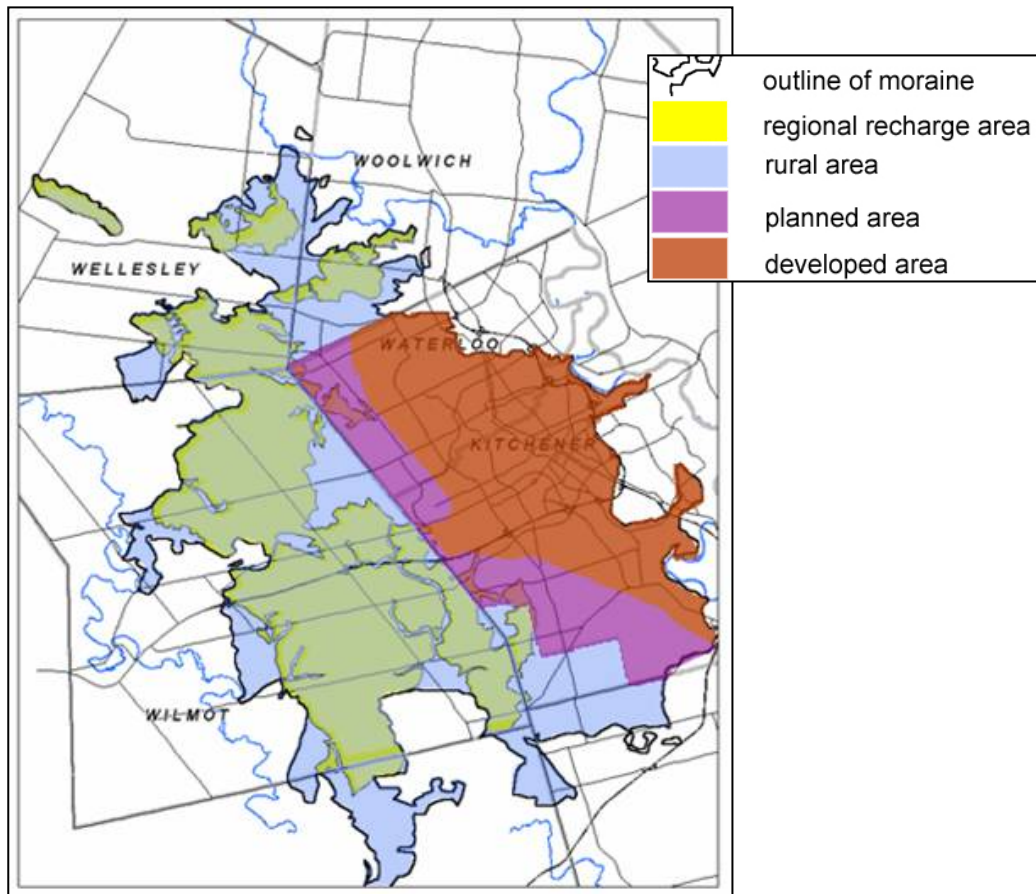 outline of moraine
regional recharge area
rural area
planned area
developed area
WOOLWICH
WELLESLEY
WATERLOO
KITCHENER
WILMOT